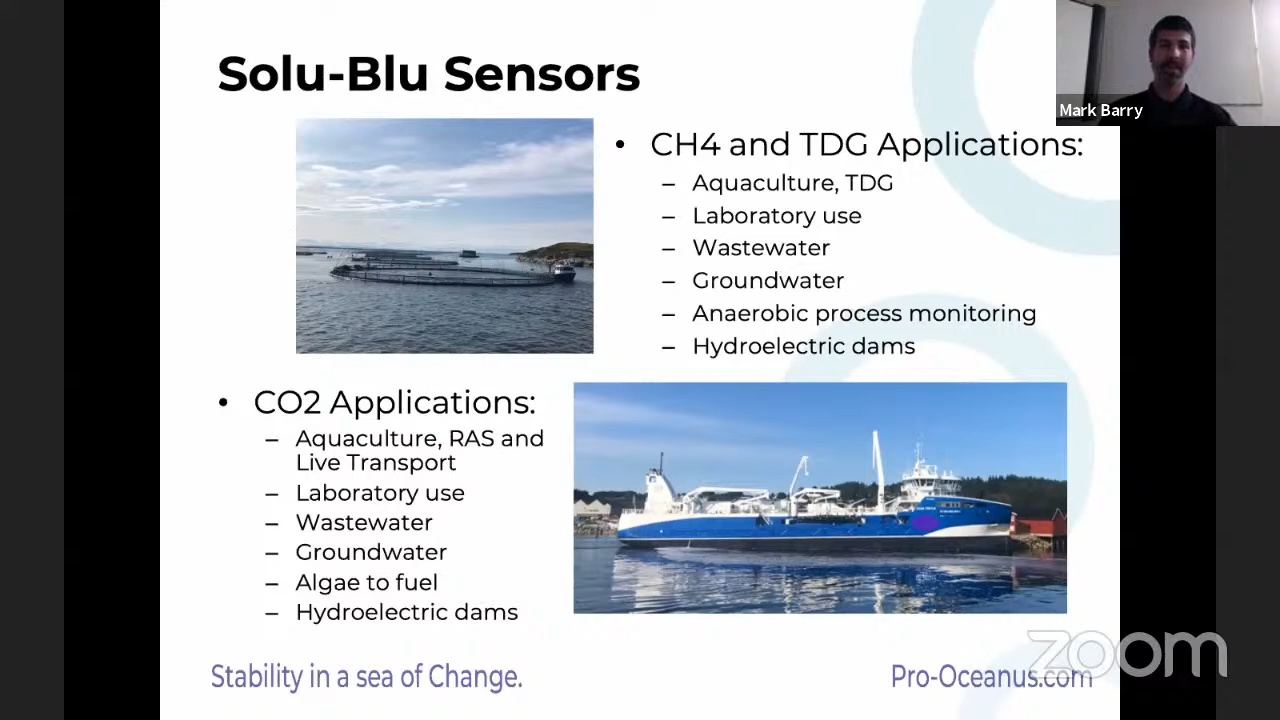 Solu-Blu Sensors
Mark Barry
• CH4 and TDG Applications:
– Aquaculture, TDG
– Laboratory use
– Wastewater
– Groundwater
– Anaerobic process monitoring
– Hydroelectric dams
• CO2 Applications:
– Aquaculture, RAS and
Live Transport
– Laboratory use
– Wastewater
– Groundwater
– Algae to fuel
– Hydroelectric dams
Stability in a sea of Change.
Pro-Oceanus.com
zoom